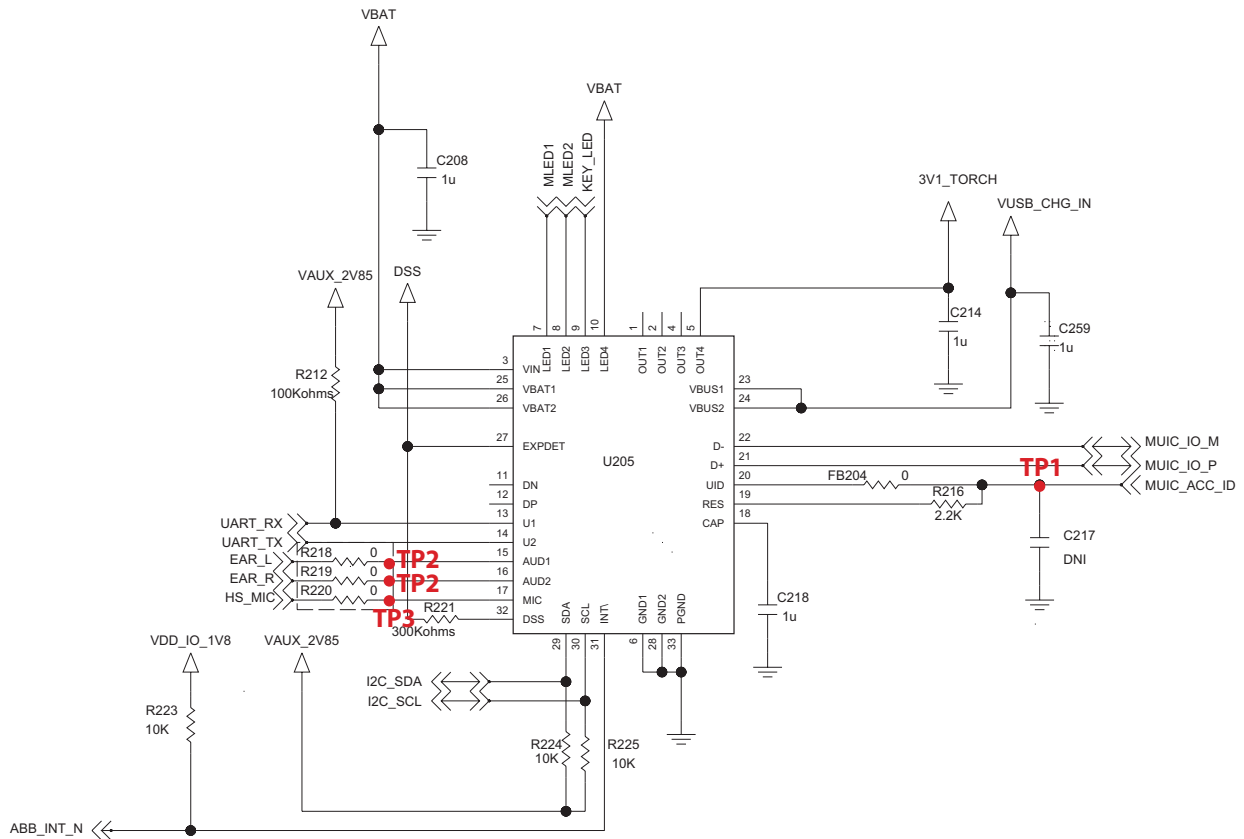 VBAT
VBAT
C208
1u
MLED1
MLED2
KEY_LED
3V1_TORCH
VUSB_CHG_IN
VAUX_2V85
DSS
C214
1u
C259
1u
7
8
9
10
1
2
4
5
LED1
LED2
LED3
LED4
OUT1
OUT2
OUT3
OUT4
R212
100Kohms
3
VIN
25
VBAT1
26
VBAT2
VBUS1
23
VBUS2
24
27
EXPDET
U205
D-
22
MUIC_IO_M
D+
21
MUIC_IO_P
11
DN
UID
20
FB204
0
TP1
MUIC_ACC_ID
12
DP
RES
19
R216
2.2K
UART_RX
13
U1
CAP
18
UART_TX
14
U2
C217
DNI
EAR_L
R218
0
TP2
15
AUD1
EAR_R
R219
0
TP2
16
AUD2
HS_MIC
R220
0
TP3
17
MIC
R221
300Kohms
32
DSS
SDA
SCL
INT\
GND1
GND2
PGND
C218
1u
29
30
31
6
28
33
VDD_IO_1V8
VAUX_2V85
I2C_SDA
I2C_SCL
R223
10K
R224
10K
R225
10K
ABB_INT_N